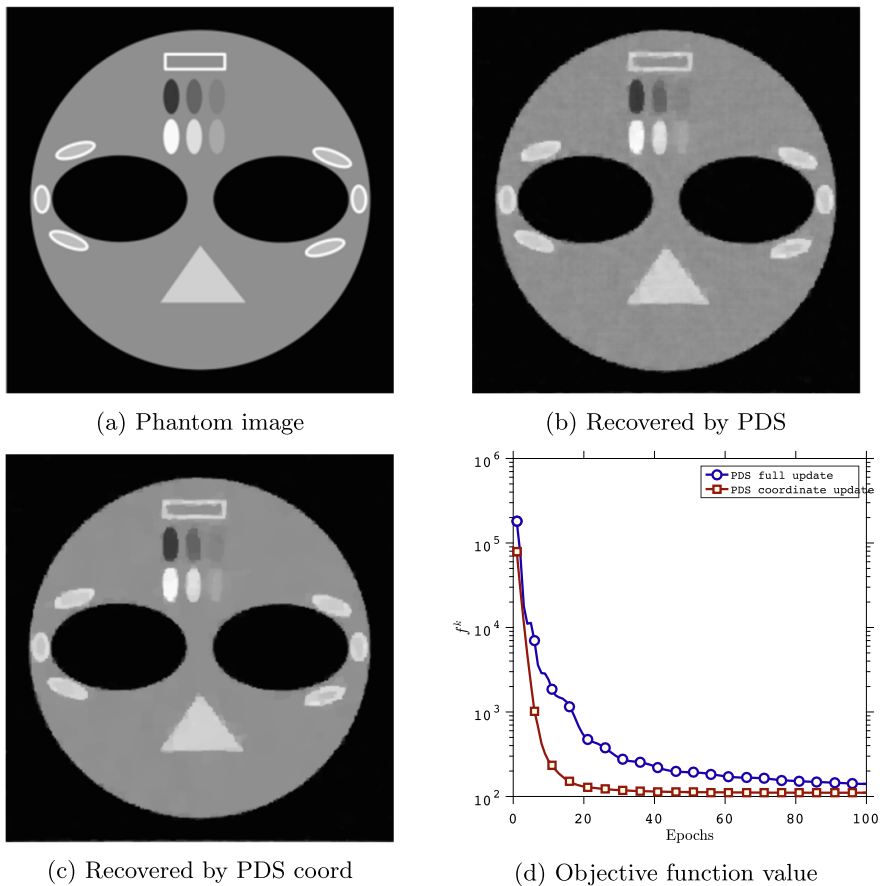 (a) Phantom image
(b) Recovered by PDS
(c) Recovered by PDS coord
10^6
10^5
10^4
10^3
10^2
f^k
PDS full update
PDS coordinate update
0 20 40 60 80 100
Epochs
(d) Objective function value